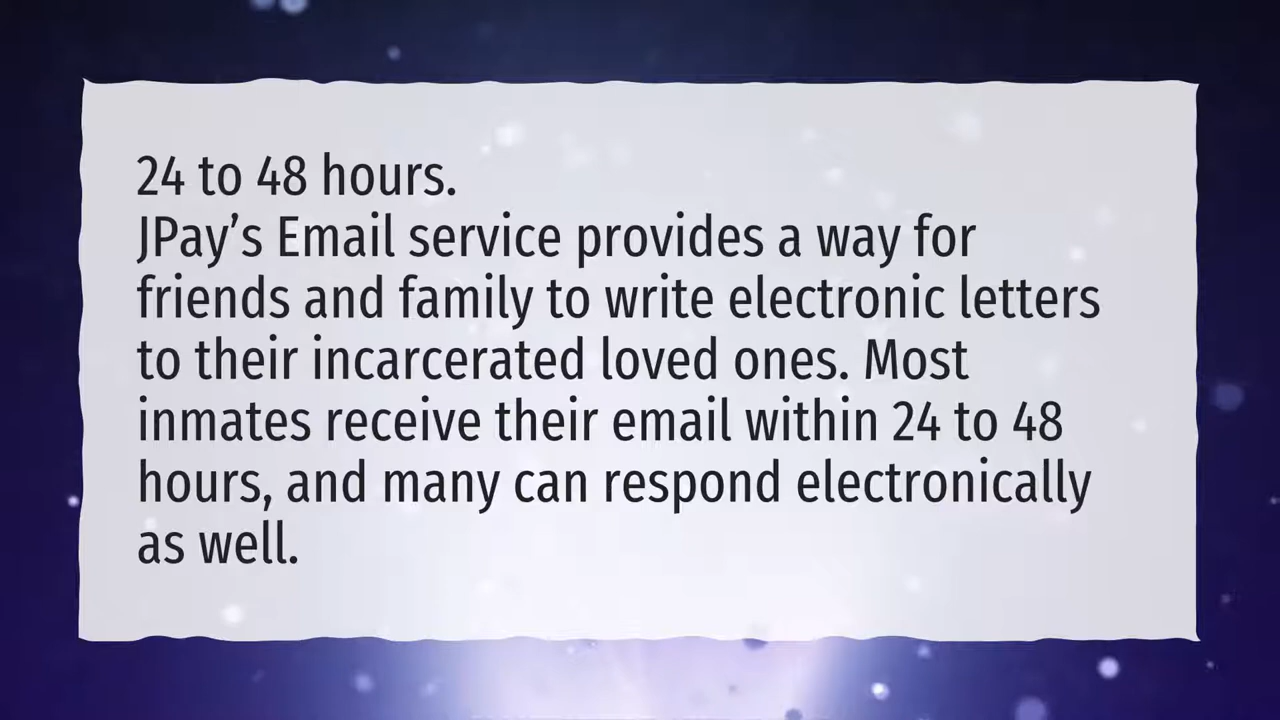 24 to 48 hours.
JPay’s Email service provides a way for
friends and family to write electronic letters
to their incarcerated loved ones. Most
inmates receive their email within 24 to 48
hours, and many can respond electronically
as well.